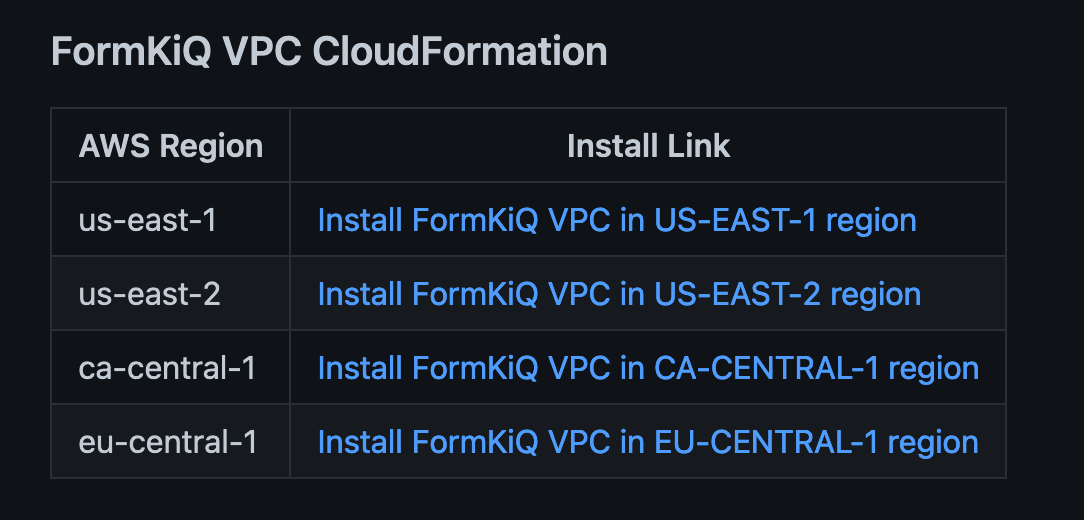 FormKiQ VPC CloudFormation
AWS Region Install Link
us-east-1 Install FormKiQ VPC in US-EAST-1 region
us-east-2 Install FormKiQ VPC in US-EAST-2 region
ca-central-1 Install FormKiQ VPC in CA-CENTRAL-1 region
eu-central-1 Install FormKiQ VPC in EU-CENTRAL-1 region